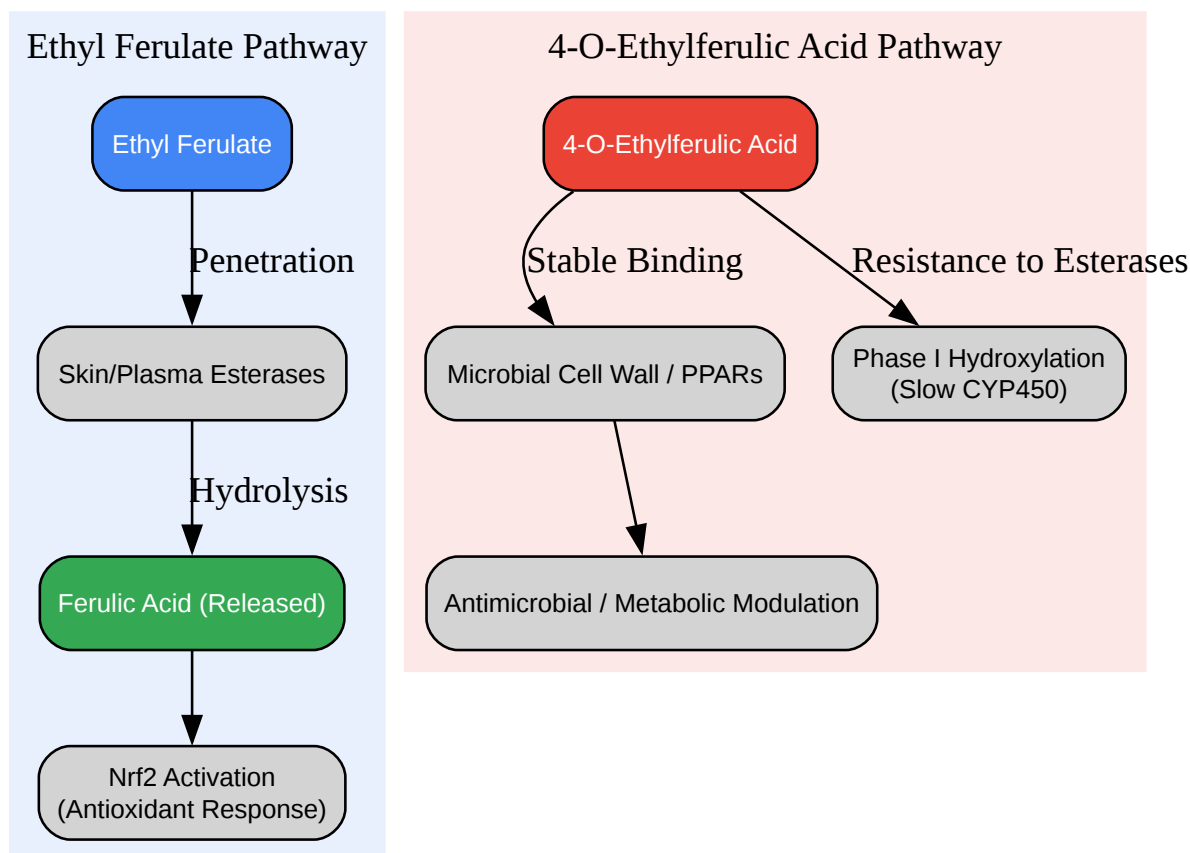 Ethyl Ferulate Pathway
Ethyl Ferulate
Penetration
Skin/Plasma Esterases
Hydrolysis
Ferulic Acid (Released)
Nrf2 Activation
(Antioxidant Response)
4-O-Ethylferulic Acid Pathway
4-O-Ethylferulic Acid
Stable Binding
Resistance to Esterases
Microbial Cell Wall / PPARs
Phase I Hydroxylation
(Slow CYP450)
Antimicrobial / Metabolic Modulation